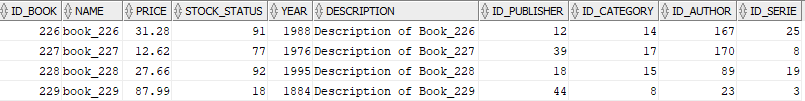 ID_BOOK NAME PRICE STOCK_STATUS YEAR DESCRIPTION ID_PUBLISHER ID_CATEGORY ID_AUTHOR ID_SERIE
226 book_226 31.28 91 1988 Description of Book_226 12 14 167 25
227 book_227 12.62 77 1976 Description of Book_227 39 17 170 8
228 book_228 27.66 92 1995 Description of Book_228 18 15 89 19
229 book_229 87.99 18 1884 Description of Book_229 44 8 23 3